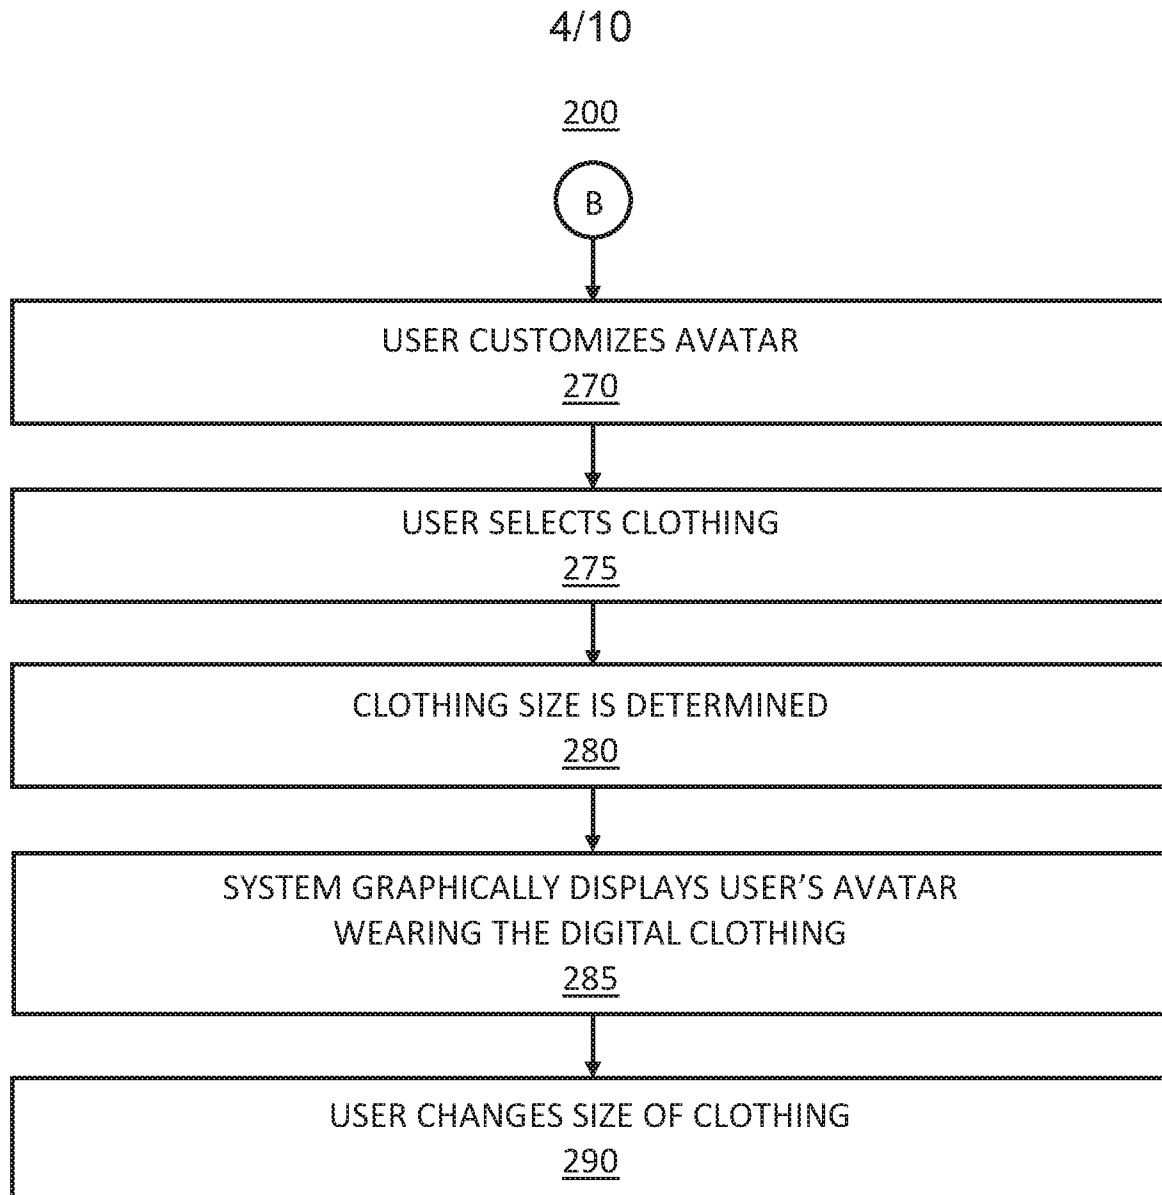 4/10
200
B
USER CUSTOMIZES AVATAR
270
USER SELECTS CLOTHING
275
CLOTHING SIZE IS DETERMINED
280
SYSTEM GRAPHICALLY DISPLAYS USER'S AVATAR
WEARING THE DIGITAL CLOTHING
285
USER CHANGES SIZE OF CLOTHING
290